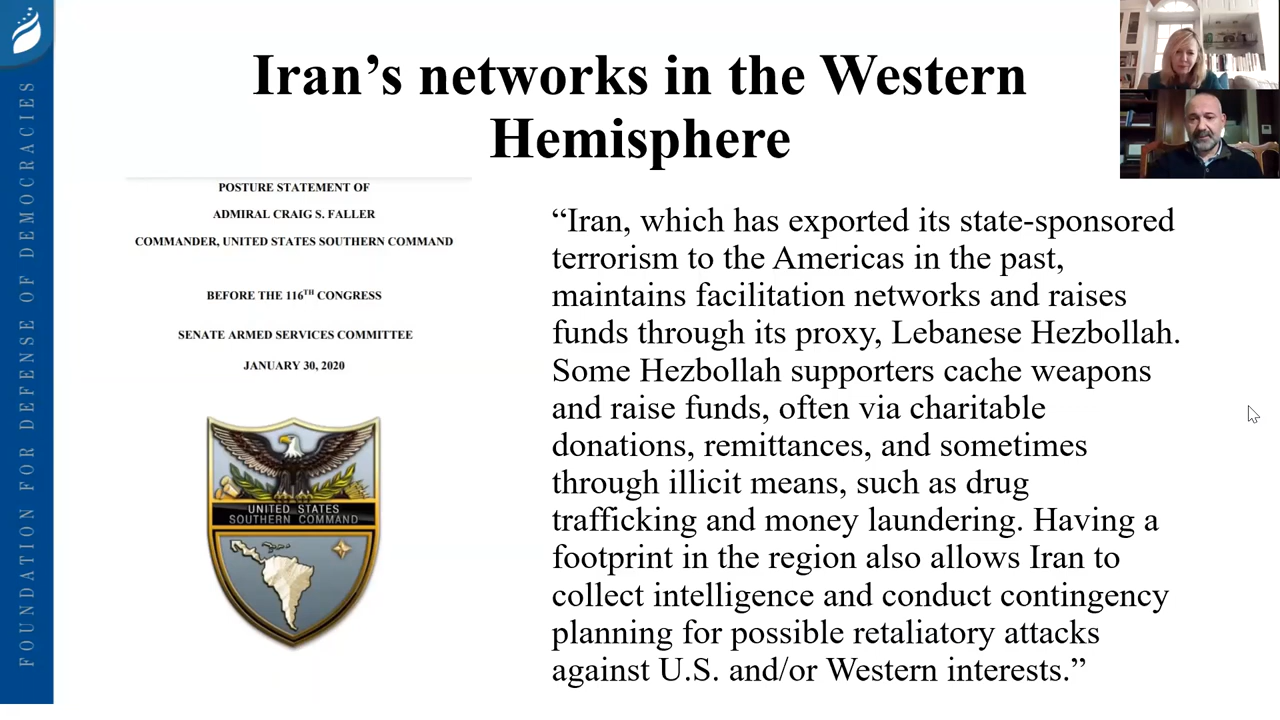 FOUNDATION FOR DEFENSE OF DEMOCRACIES
Iran’s networks in the Western
Hemisphere
POSTURE STATEMENT OF
ADMIRAL CRAIG S. FALLER
COMMANDER, UNITED STATES SOUTHERN COMMAND
BEFORE THE 116TH CONGRESS
SENATE ARMED SERVICES COMMITTEE
JANUARY 30, 2020
UNITED STATES
SOUTHERN COMMAND
“Iran, which has exported its state-sponsored
terrorism to the Americas in the past,
maintains facilitation networks and raises
funds through its proxy, Lebanese Hezbollah.
Some Hezbollah supporters cache weapons
and raise funds, often via charitable
donations, remittances, and sometimes
through illicit means, such as drug
trafficking and money laundering. Having a
footprint in the region also allows Iran to
collect intelligence and conduct contingency
planning for possible retaliatory attacks
against U.S. and/or Western interests.”